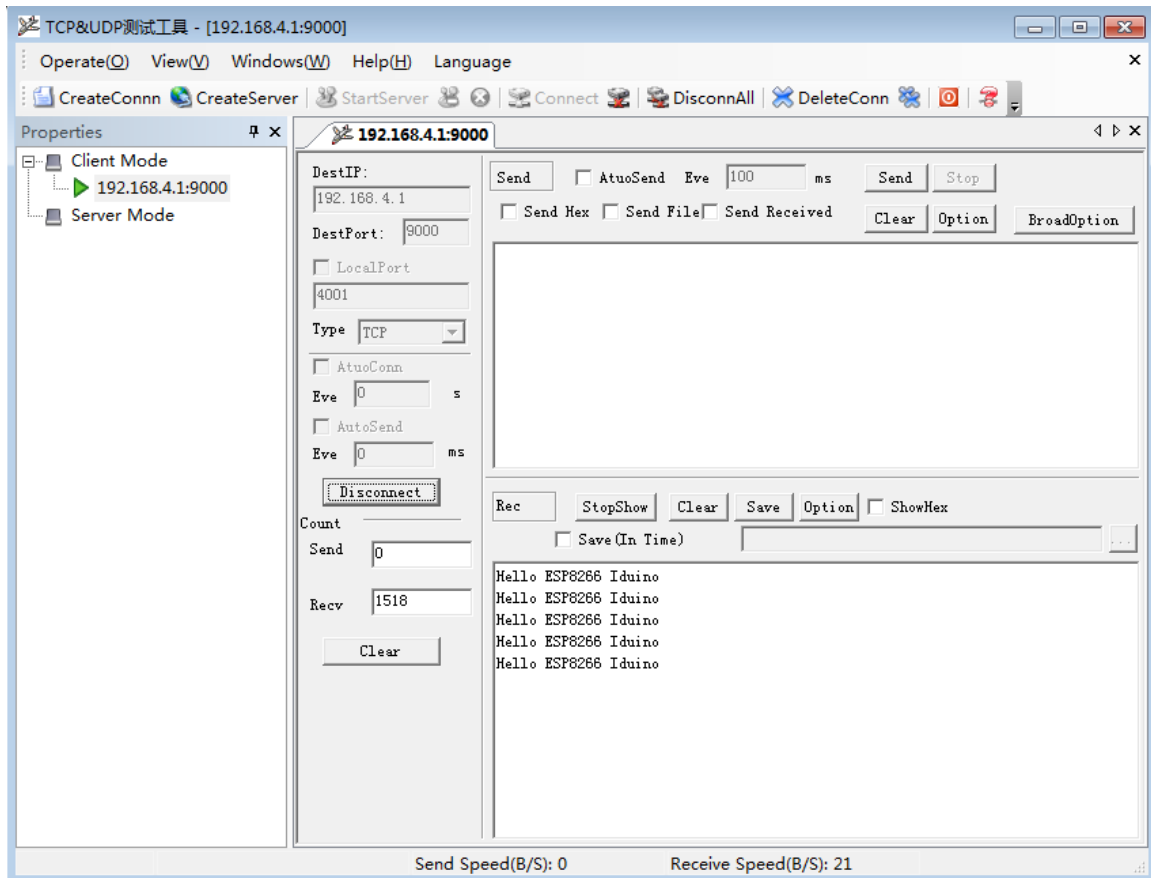 TCP&UDP测试工具 - [192.168.4.1:9000]
Operate(O) View(V) Windows(W) Help(H) Language
CreateConnn CreateServer StartServer Connect DisconnAll DeleteConn
Properties
192.168.4.1:9000
Client Mode
192.168.4.1:9000
Server Mode
DestIP:
192.168.4.1
DestPort: 9000
LocalPort
4001
Type TCP
AtuoConn
Eve 0 s
AutoSend
Eve 0 ms
Disconnect
Count
Send 0
Recv 1518
Clear
Send AtuoSend Eve 100 ms Send Stop
Send Hex Send File Send Received Clear Option BroadOption
Rec StopShow Clear Save Option ShowHex
Save(In Time) ...
Hello ESP8266 Iduino
Hello ESP8266 Iduino
Hello ESP8266 Iduino
Hello ESP8266 Iduino
Hello ESP8266 Iduino
Send Speed(B/S): 0 Receive Speed(B/S): 21